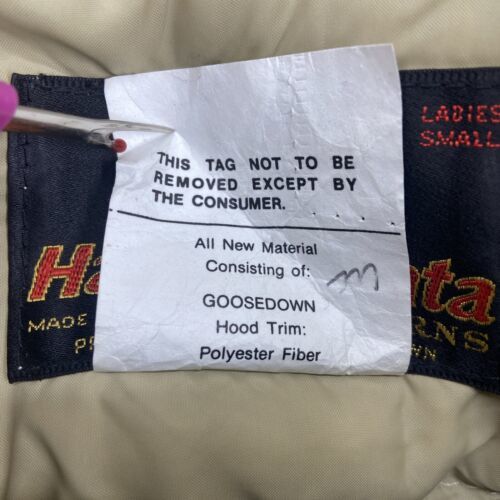 LADIES
SMALL
THIS TAG NOT TO BE
REMOVED EXCEPT BY
THE CONSUMER.
All New Material
Consisting of:
m
GOOSEDOWN
Hood Trim:
Polyester Fiber
MADE